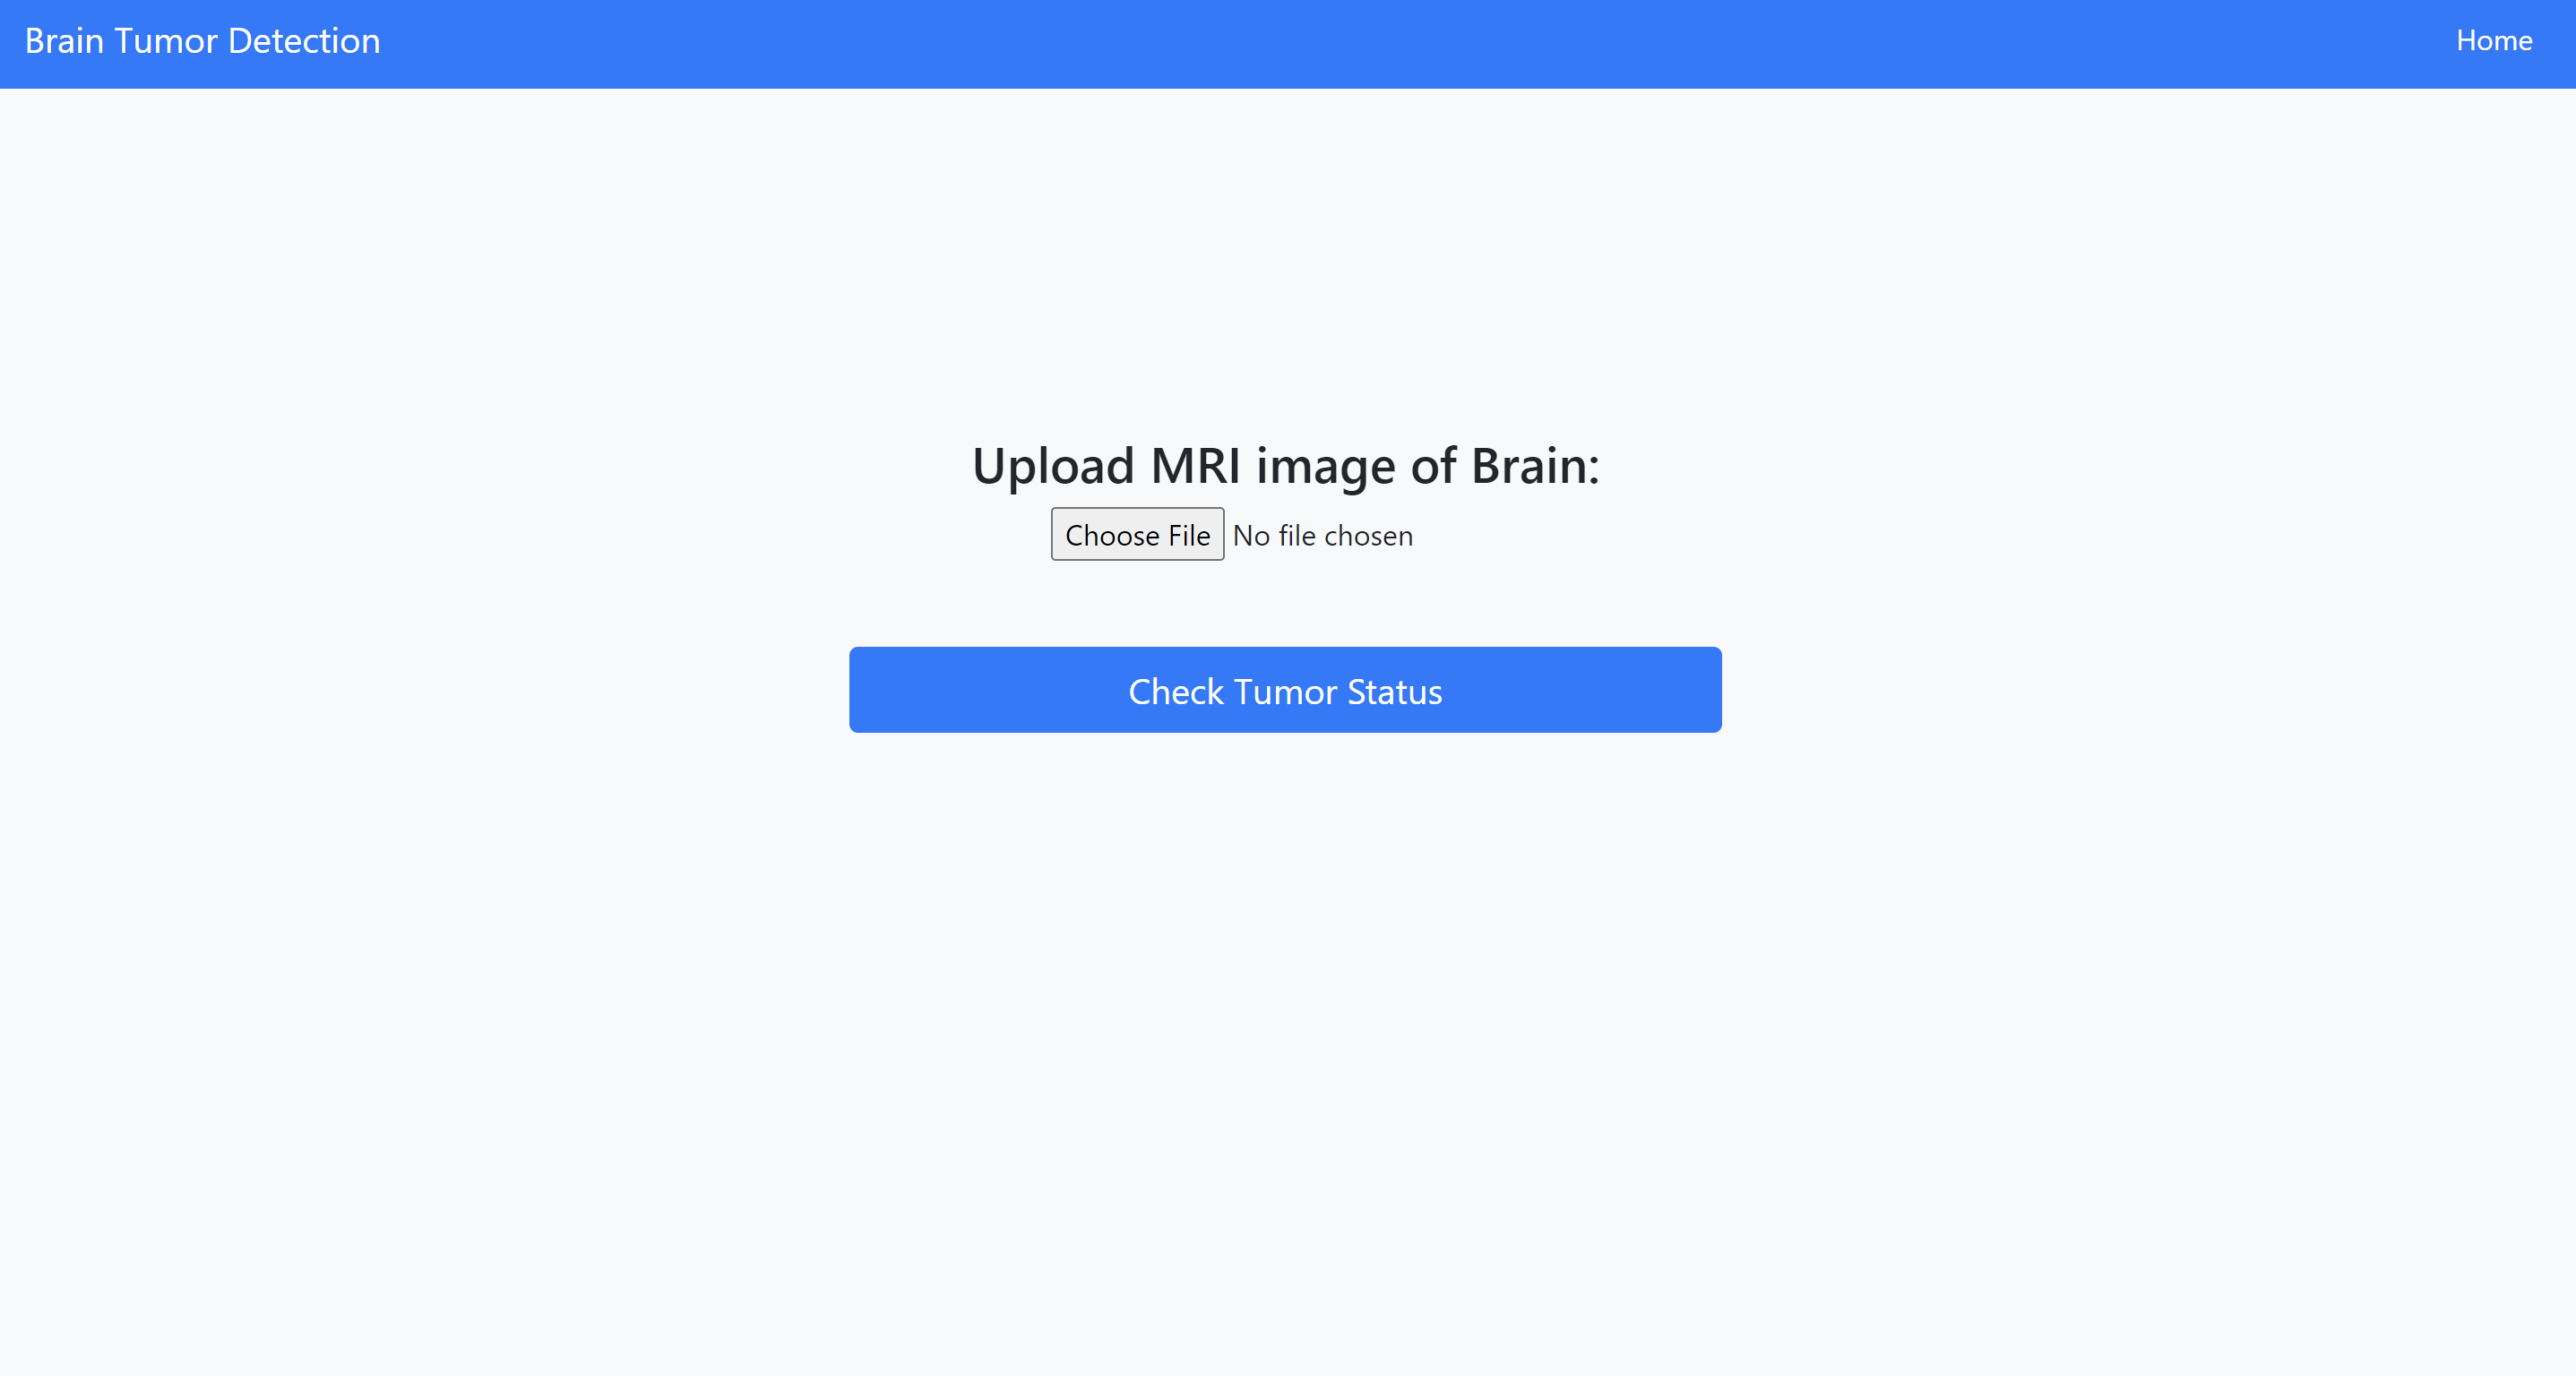 Brain Tumor Detection Home
Upload MRI image of Brain:
Choose File No file chosen
Check Tumor Status